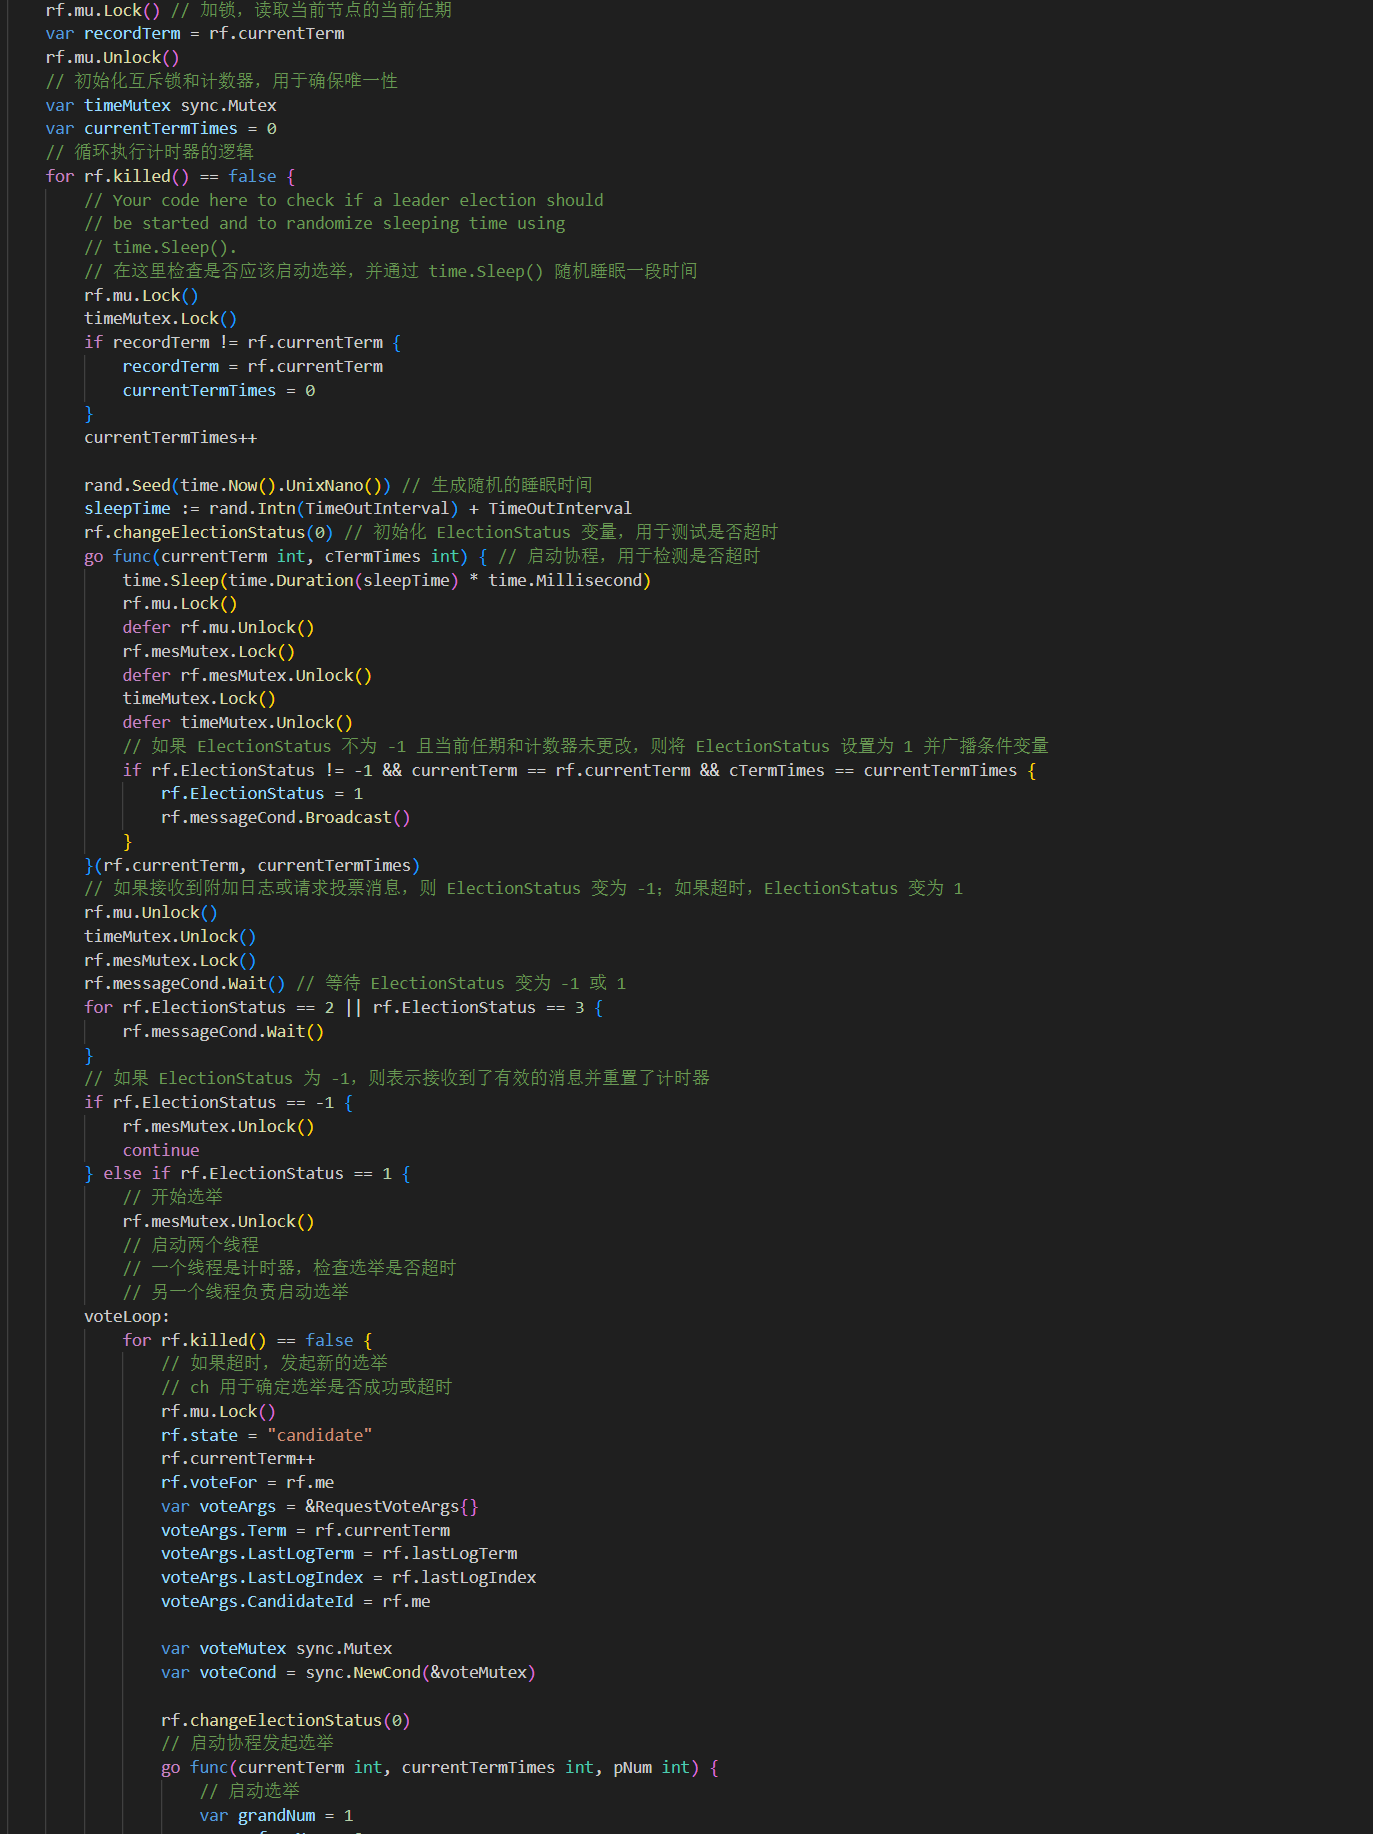 rf.mu.Lock() // 加锁，读取当前节点的当前任期
var recordTerm = rf.currentTerm
rf.mu.Unlock()
// 初始化互斥锁和计数器，用于确保唯一性
var timeMutex sync.Mutex
var currentTermTimes = 0
// 循环执行计时器的逻辑
for rf.killed() == false {
// Your code here to check if a leader election should
// be started and to randomize sleeping time using
// time.Sleep().
// 在这里检查是否应该启动选举，并通过 time.Sleep() 随机睡眠一段时间
rf.mu.Lock()
timeMutex.Lock()
if recordTerm != rf.currentTerm {
recordTerm = rf.currentTerm
currentTermTimes = 0
}
currentTermTimes++
rand.Seed(time.Now().UnixNano()) // 生成随机的睡眠时间
sleepTime := rand.Intn(TimeOutInterval) + TimeOutInterval
rf.changeElectionStatus(0) // 初始化 ElectionStatus 变量，用于测试是否超时
go func(currentTerm int, cTermTimes int) { // 启动协程，用于检测是否超时
time.Sleep(time.Duration(sleepTime) * time.Millisecond)
rf.mu.Lock()
defer rf.mu.Unlock()
rf.mesMutex.Lock()
defer rf.mesMutex.Unlock()
timeMutex.Lock()
defer timeMutex.Unlock()
// 如果 ElectionStatus 不为 -1 且当前任期和计数器未更改，则将 ElectionStatus 设置为 1 并广播条件变量
if rf.ElectionStatus != -1 && currentTerm == rf.currentTerm && cTermTimes == currentTermTimes {
rf.ElectionStatus = 1
rf.messageCond.Broadcast()
}
}(rf.currentTerm, currentTermTimes)
// 如果接收到附加日志或请求投票消息，则 ElectionStatus 变为 -1；如果超时，ElectionStatus 变为 1
rf.mu.Unlock()
timeMutex.Unlock()
rf.mesMutex.Lock()
rf.messageCond.Wait() // 等待 ElectionStatus 变为 -1 或 1
for rf.ElectionStatus == 2 || rf.ElectionStatus == 3 {
rf.messageCond.Wait()
}
// 如果 ElectionStatus 为 -1，则表示接收到了有效的消息并重置了计时器
if rf.ElectionStatus == -1 {
rf.mesMutex.Unlock()
continue
} else if rf.ElectionStatus == 1 {
// 开始选举
rf.mesMutex.Unlock()
// 启动两个线程
// 一个线程是计时器，检查选举是否超时
// 另一个线程负责启动选举
voteLoop:
for rf.killed() == false {
// 如果超时，发起新的选举
// ch 用于确定选举是否成功或超时
rf.mu.Lock()
rf.state = "candidate"
rf.currentTerm++
rf.voteFor = rf.me
var voteArgs = &RequestVoteArgs{}
voteArgs.Term = rf.currentTerm
voteArgs.LastLogTerm = rf.lastLogTerm
voteArgs.LastLogIndex = rf.lastLogIndex
voteArgs.CandidateId = rf.me
var voteMutex sync.Mutex
var voteCond = sync.NewCond(&voteMutex)
rf.changeElectionStatus(0)
// 启动协程发起选举
go func(currentTerm int, currentTermTimes int, pNum int) {
// 启动选举
var grandNum = 1